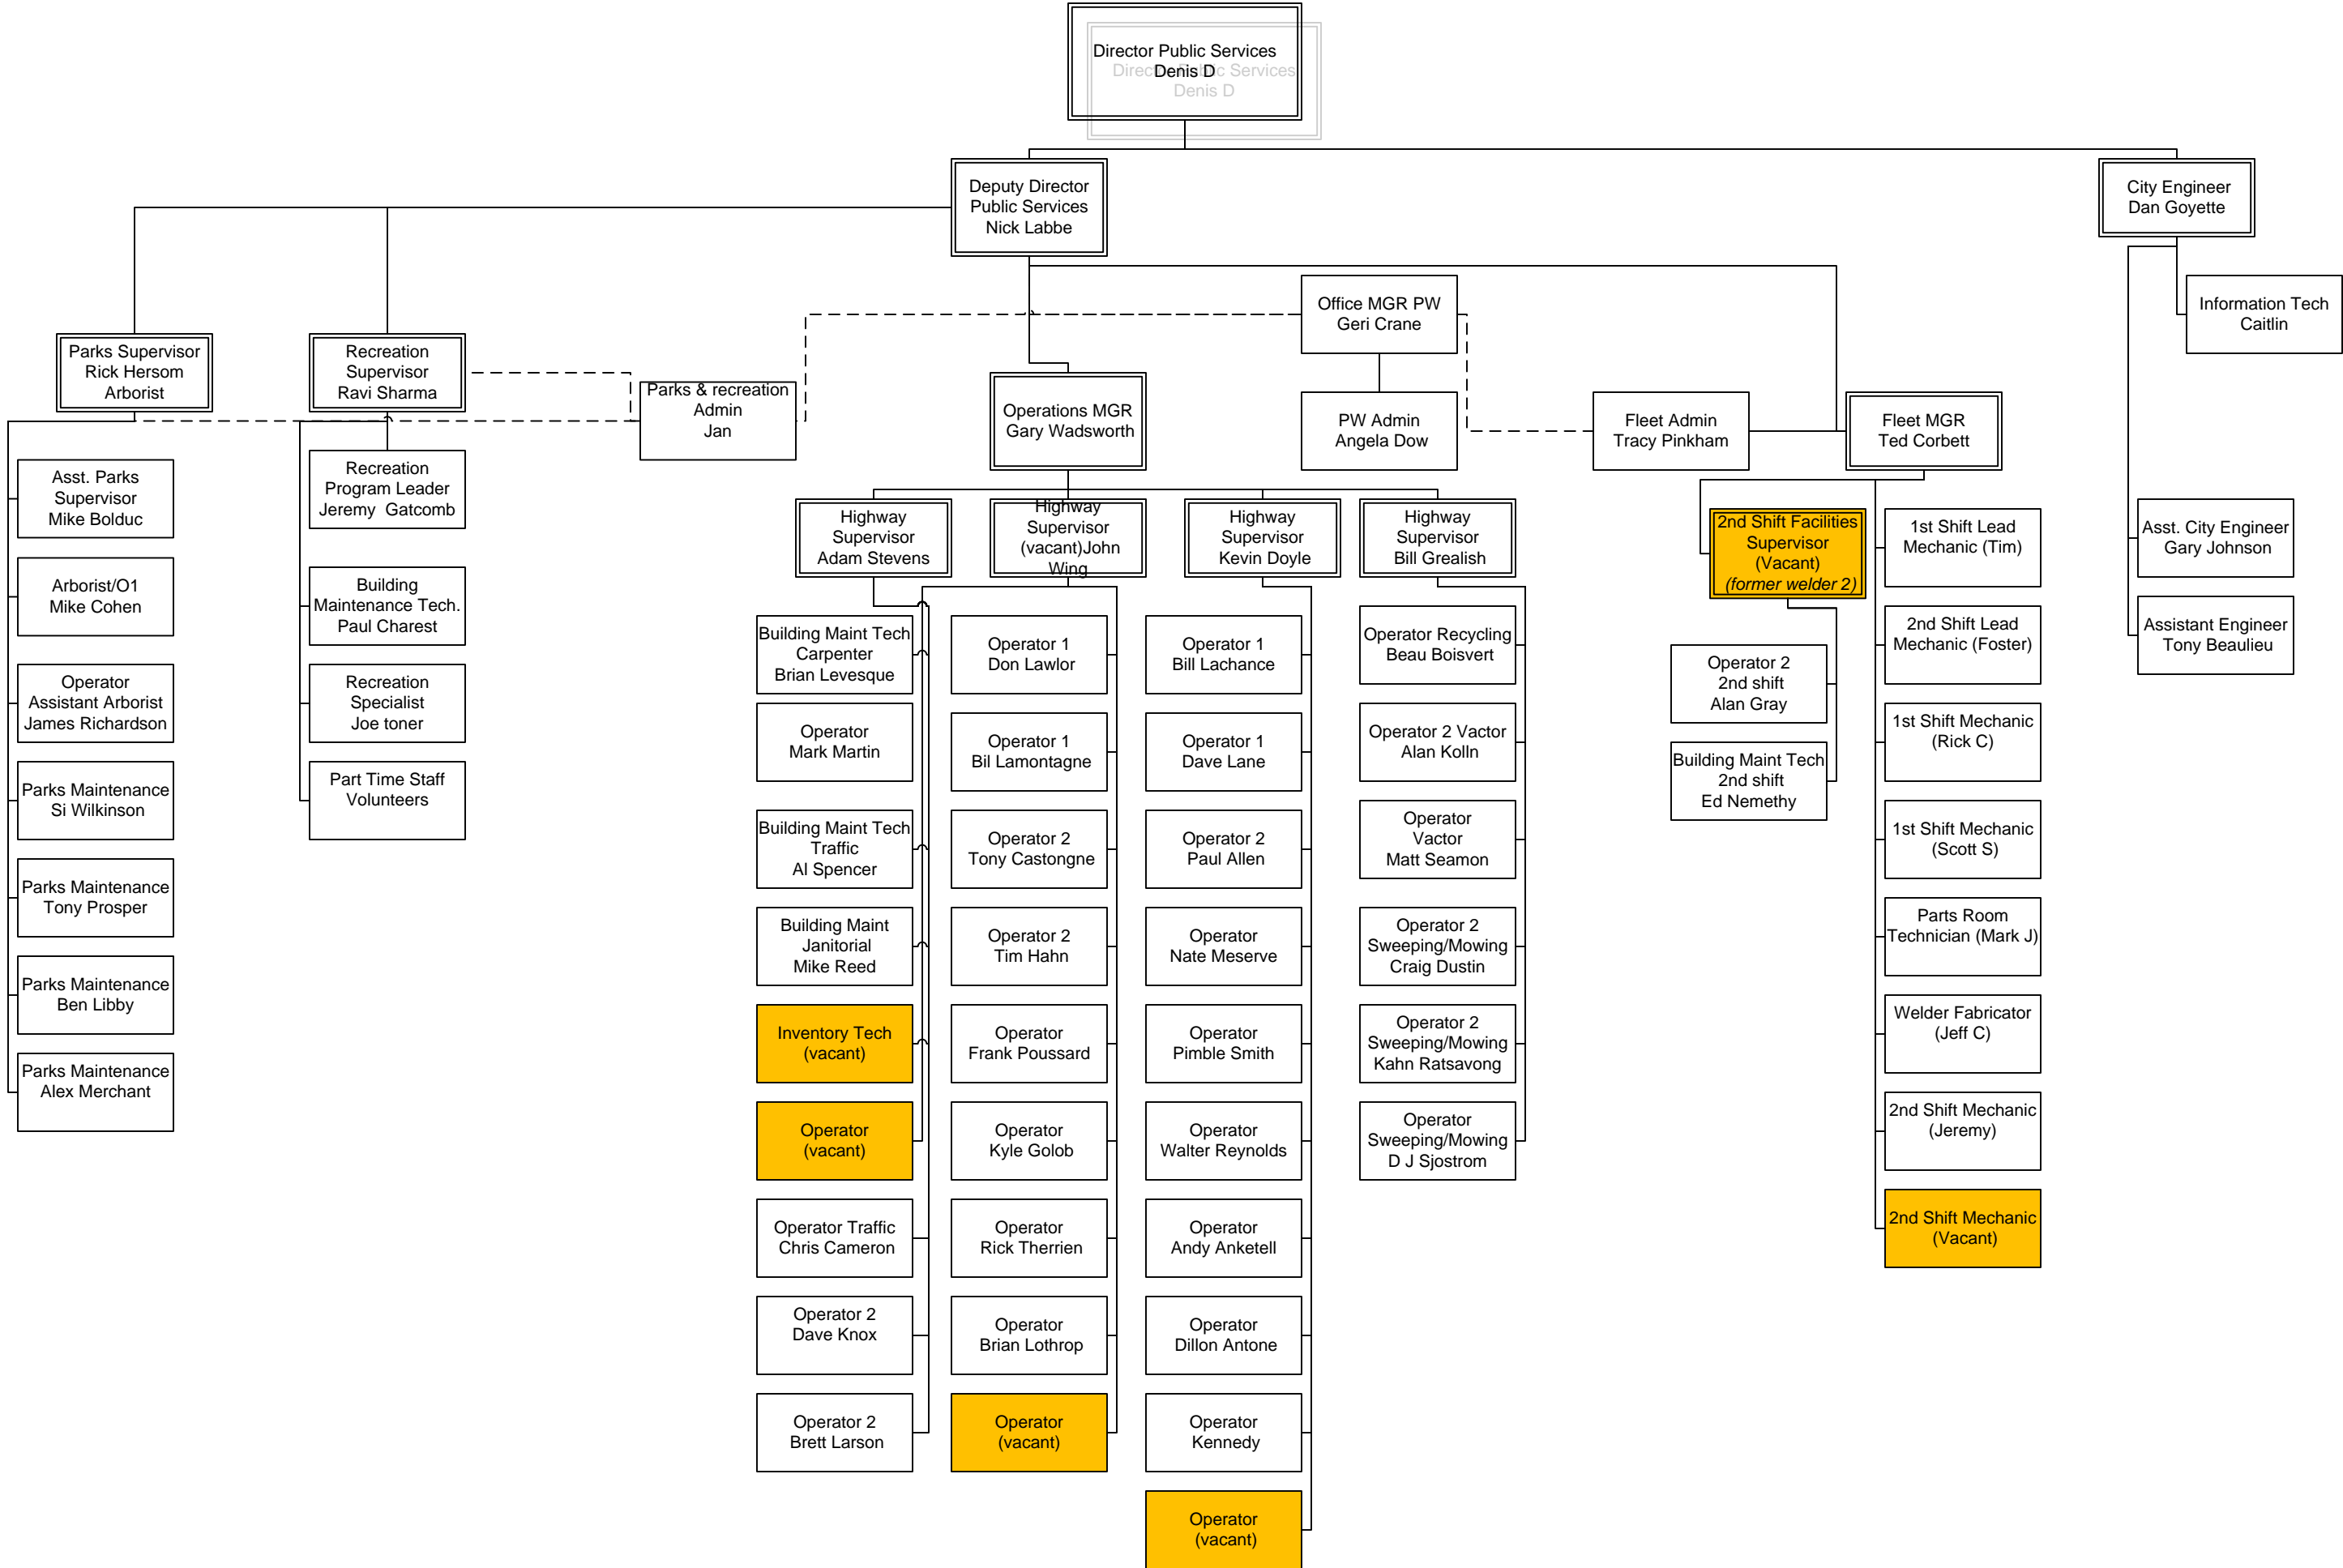 Director Public Services
Denis D
Director Public Services
Denis D
Deputy Director
Public Services
Nick Labbe
City Engineer
Dan Goyette
Office MGR PW
Geri Crane
Information Tech
Caitlin
Parks Supervisor
Rick Hersom
Arborist
Recreation
Supervisor
Ravi Sharma
Parks & recreation
Admin
Jan
Operations MGR
Gary Wadsworth
PW Admin
Angela Dow
Fleet Admin
Tracy Pinkham
Fleet MGR
Ted Corbett
Asst. Parks
Supervisor
Mike Bolduc
Arborist/O1
Mike Cohen
Operator
Assistant Arborist
James Richardson
Parks Maintenance
Si Wilkinson
Parks Maintenance
Tony Prosper
Parks Maintenance
Ben Libby
Parks Maintenance
Alex Merchant
Recreation
Program Leader
Jeremy  Gatcomb
Building
Maintenance Tech.
Paul Charest
Recreation
Specialist
Joe toner
Part Time Staff
Volunteers
Highway
Supervisor
Adam Stevens
Building Maint Tech
Carpenter
Brian Levesque
Operator
Mark Martin
Building Maint Tech
Traffic
Al Spencer
Building Maint
Janitorial
Mike Reed
Inventory Tech
(vacant)
Operator
(vacant)
Operator Traffic
Chris Cameron
Operator 2
Dave Knox
Operator 2
Brett Larson
Highway
Supervisor
(vacant)John
Wing
Operator 1
Don Lawlor
Operator 1
Bil Lamontagne
Operator 2
Tony Castongne
Operator 2
Tim Hahn
Operator
Frank Poussard
Operator
Kyle Golob
Operator
Rick Therrien
Operator
Brian Lothrop
Operator
(vacant)
Highway
Supervisor
Kevin Doyle
Operator 1
Bill Lachance
Operator 1
Dave Lane
Operator 2
Paul Allen
Operator
Nate Meserve
Operator
Pimble Smith
Operator
Walter Reynolds
Operator
Andy Anketell
Operator
Dillon Antone
Operator
Kennedy
Operator
(vacant)
Highway
Supervisor
Bill Grealish
Operator Recycling
Beau Boisvert
Operator 2 Vactor
Alan Kolln
Operator
Vactor
Matt Seamon
Operator 2
Sweeping/Mowing
Craig Dustin
Operator 2
Sweeping/Mowing
Kahn Ratsavong
Operator
Sweeping/Mowing
D J Sjostrom
2nd Shift Facilities
Supervisor
(Vacant)
(former welder 2)
Operator 2
2nd shift
Alan Gray
Building Maint Tech
2nd shift
Ed Nemethy
1st Shift Lead
Mechanic (Tim)
2nd Shift Lead
Mechanic (Foster)
1st Shift Mechanic
(Rick C)
1st Shift Mechanic
(Scott S)
Parts Room
Technician (Mark J)
Welder Fabricator
(Jeff C)
2nd Shift Mechanic
(Jeremy)
2nd Shift Mechanic
(Vacant)
Asst. City Engineer
Gary Johnson
Assistant Engineer
Tony Beaulieu